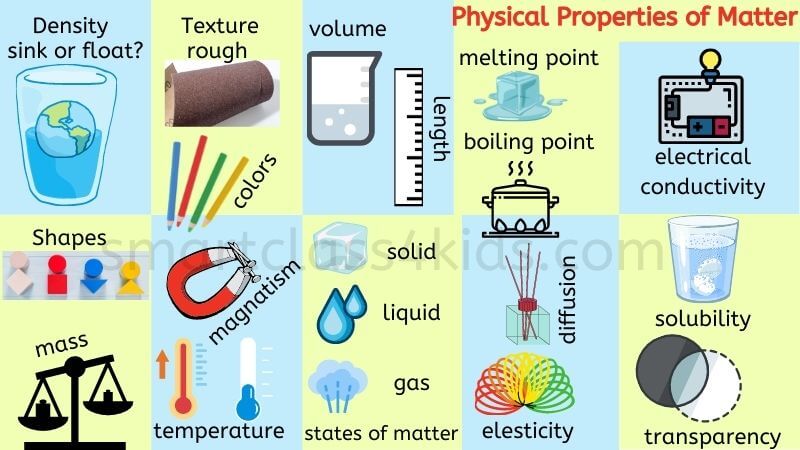 Physical Properties of Matter
Density
sink or float?
Texture
rough
volume
length
melting point
boiling point
electrical
conductivity
colors
Shapes
smartclass4kids.com
magnatism
solid
liquid
gas
states of matter
diffusion
solubility
mass
temperature
elesticity
transparency